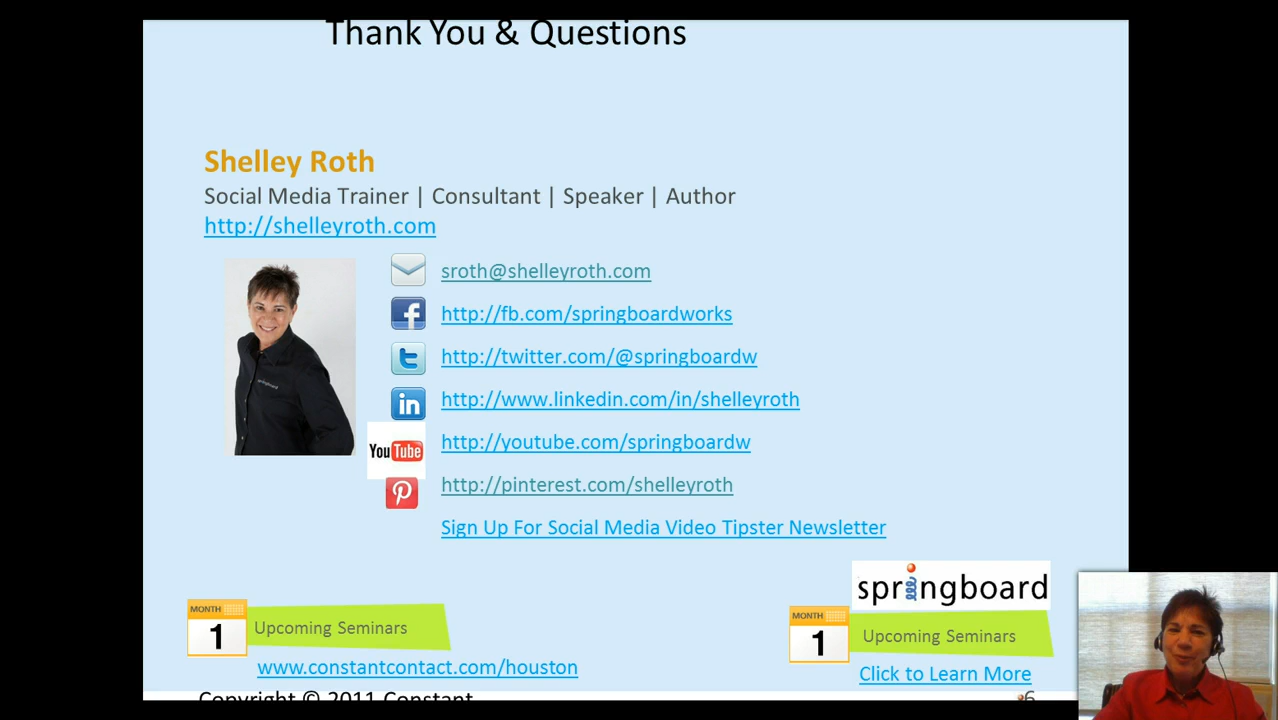 Thank You & Questions
Shelley Roth
Social Media Trainer | Consultant | Speaker | Author
http://shelleyroth.com
sroth@shelleyroth.com
http://fb.com/springboardworks
http://twitter.com/@springboardw
http://www.linkedin.com/in/shelleyroth
YouTube
http://youtube.com/springboardw
http://pinterest.com/shelleyroth
Sign Up For Social Media Video Tipster Newsletter
springboard
MONTH
1
Upcoming Seminars
www.constantcontact.com/houston
MONTH
1
Upcoming Seminars
Click to Learn More
Copyright © 2011 Constant
6